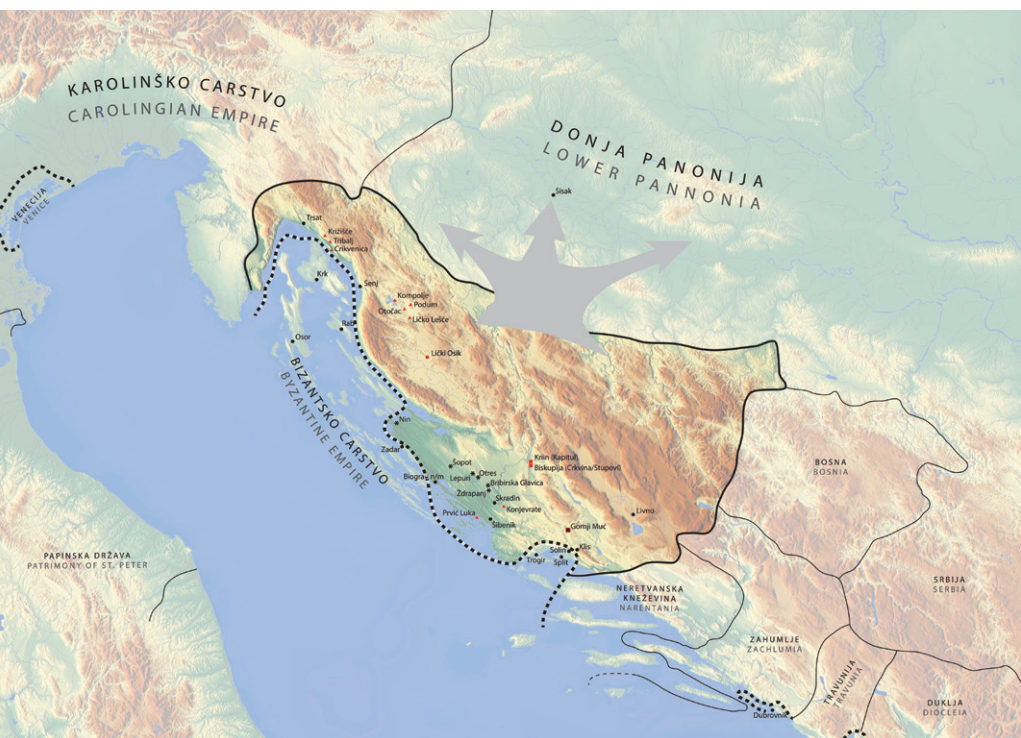 KAROLINŠKO CARSTVO
CAROLINGIAN EMPIRE
DONJA PANONIJA
LOWER PANNONIA
Sisak
VENECIJA
VENICE
Trsat
Križišće
Tribalj
Crikvenica
Krk
Senj
Kompolje
Podum
Otočac
Ličko Lešće
Rab
Osor
Lički Osik
BIZANTSKO CARSTVO
BYZANTINE EMPIRE
Nin
Zadar
Sopot
Knin (Kapitul)
Biskupija (Crkvina/Stupovi)
Lepuri
Otres
Biograd n/m
Bribirska Glavica
Ždrapanj
Skradin
Konjevrate
Prvić Luka
Šibenik
Livno
Gornji Muć
Solin
Klis
Trogir
Split
BOSNA
BOSNIA
PAPINSKA DRŽAVA
PATRIMONY OF ST. PETER
NERETVANSKA
KNEŽEVINA
NARENTANIA
SRBIJA
SERBIA
ZAHUMLJE
ZACHLUMIA
TRAVUNIJA
TRAVUNIA
DUKLJA
DIOCLEIA
Dubrovnik